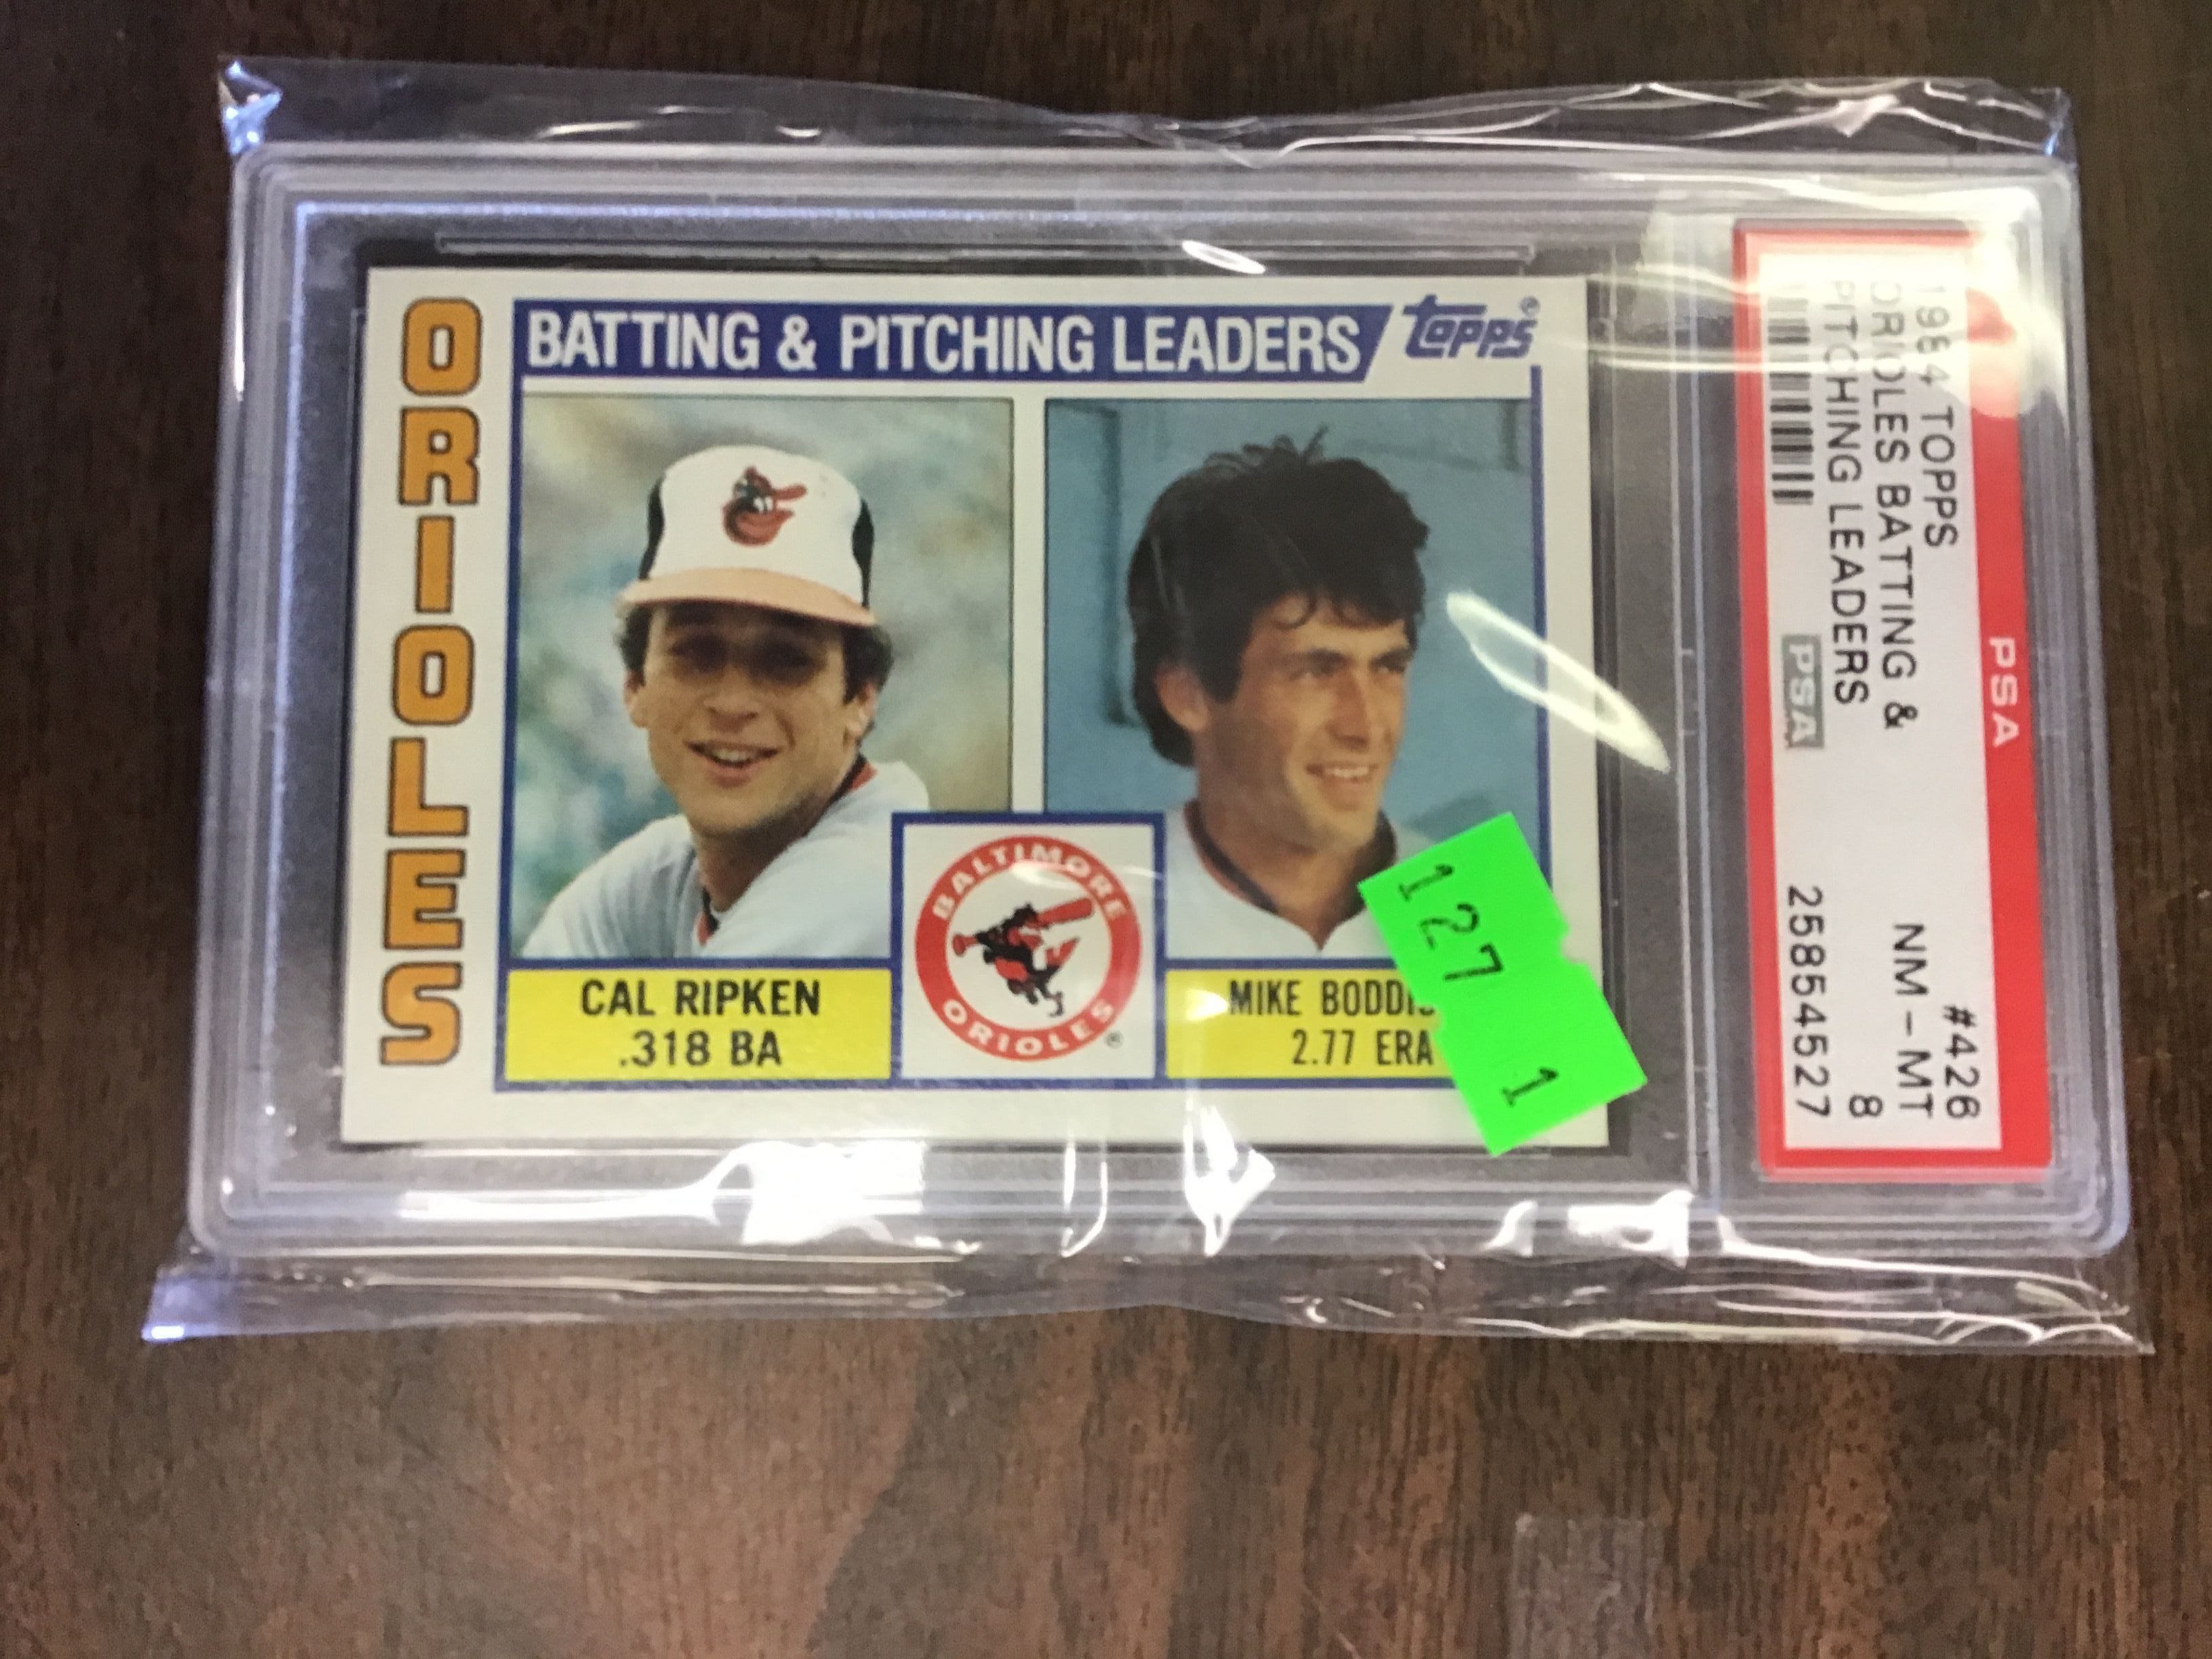 ORIOLES
BATTING & PITCHING LEADERS
topps®
CAL RIPKEN
.318 BA
BALTIMORE
ORIOLES
®
MIKE
2.77 ERA
127
1
PSA
1984 TOPPS #426
ORIOLES BATTING & NM-MT
PITCHING LEADERS 8
PSA 25854527